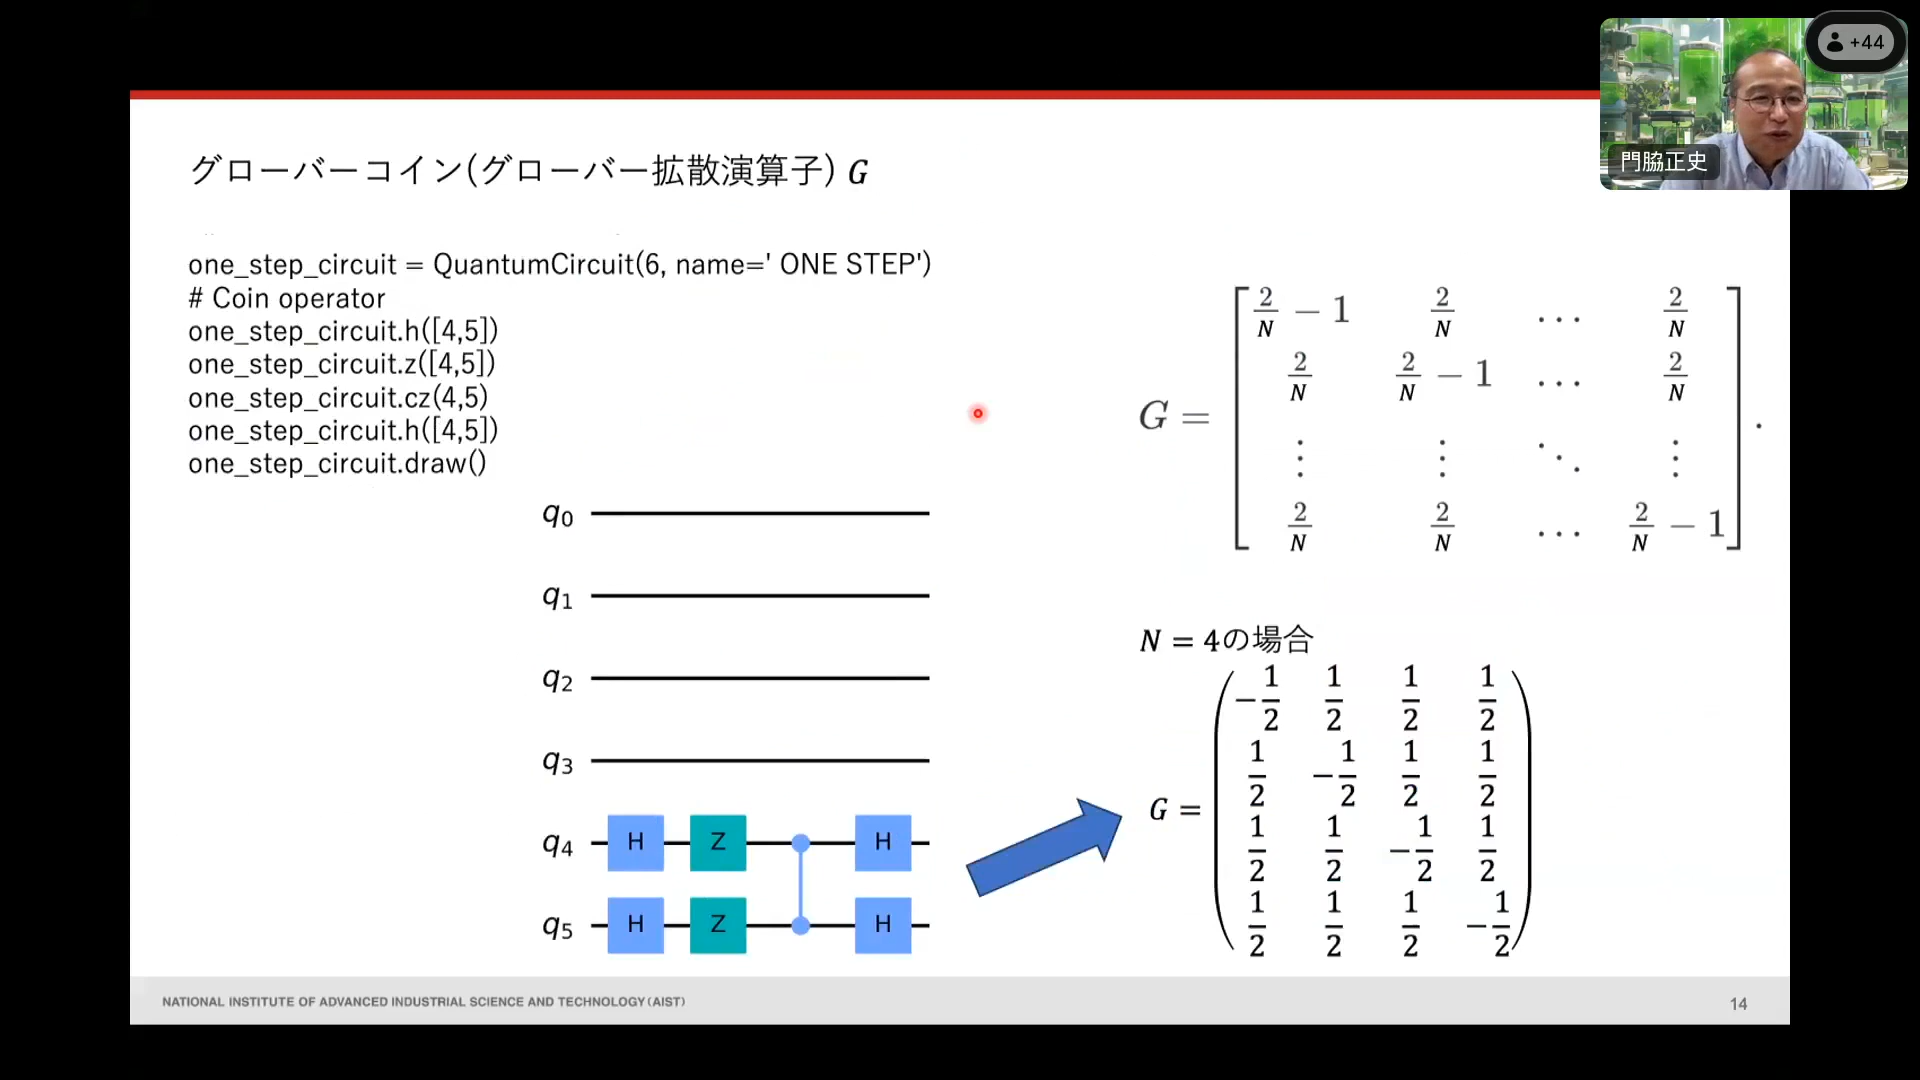 +44
門脇正史
グローバーコイン(グローバー拡散演算子) G
one_step_circuit = QuantumCircuit(6, name=' ONE STEP')
# Coin operator
one_step_circuit.h([4,5])
one_step_circuit.z([4,5])
one_step_circuit.cz(4,5)
one_step_circuit.h([4,5])
one_step_circuit.draw()
G = [ 2/N − 1 2/N ⋯ 2/N
2/N 2/N − 1 ⋯ 2/N
⋮ ⋮ ⋱ ⋮
2/N 2/N ⋯ 2/N − 1 ] .
q0
q1
q2
q3
q4 H Z H
q5 H Z H
N = 4の場合
G = ( −1/2 1/2 1/2 1/2
1/2 −1/2 1/2 1/2
1/2 1/2 −1/2 1/2
1/2 1/2 1/2 −1/2 )
NATIONAL INSTITUTE OF ADVANCED INDUSTRIAL SCIENCE AND TECHNOLOGY (AIST)
14